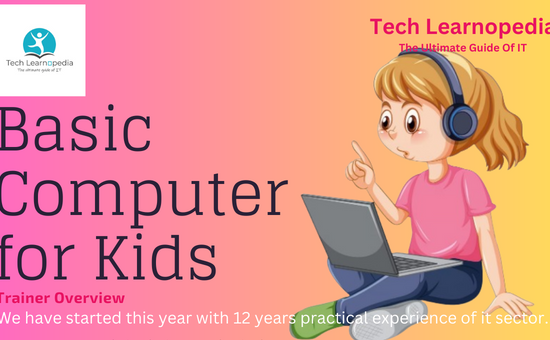 Tech Learnopedia
The Ultimate Guide Of IT
Tech Learnopedia
The ultimate guide of IT
Basic
Computer
for Kids
Trainer Overview
We have started this year with 12 years practical experience of it sector.